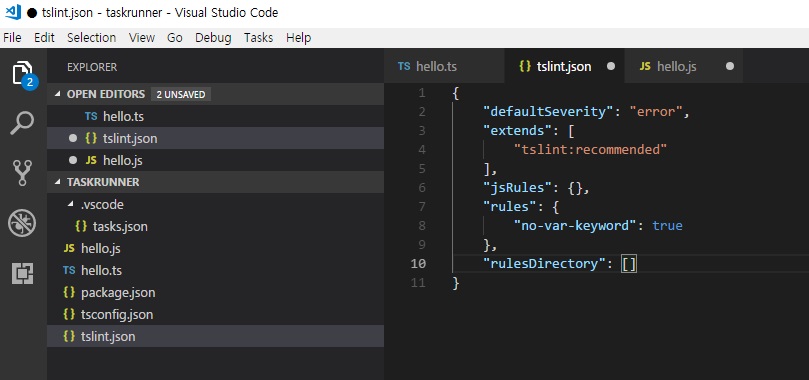 ● tslint.json - taskrunner - Visual Studio Code
File Edit Selection View Go Debug Tasks Help
EXPLORER
2
OPEN EDITORS 2 UNSAVED
TS hello.ts
{} tslint.json
JS hello.js
TASKRUNNER
.vscode
{} tasks.json
JS hello.js
TS hello.ts
{} package.json
{} tsconfig.json
{} tslint.json
TS hello.ts {} tslint.json ● JS hello.js ●
1 {
2 "defaultSeverity": "error",
3 "extends": [
4 "tslint:recommended"
5 ],
6 "jsRules": {},
7 "rules": {
8 "no-var-keyword": true
9 },
10 "rulesDirectory": []
11 }